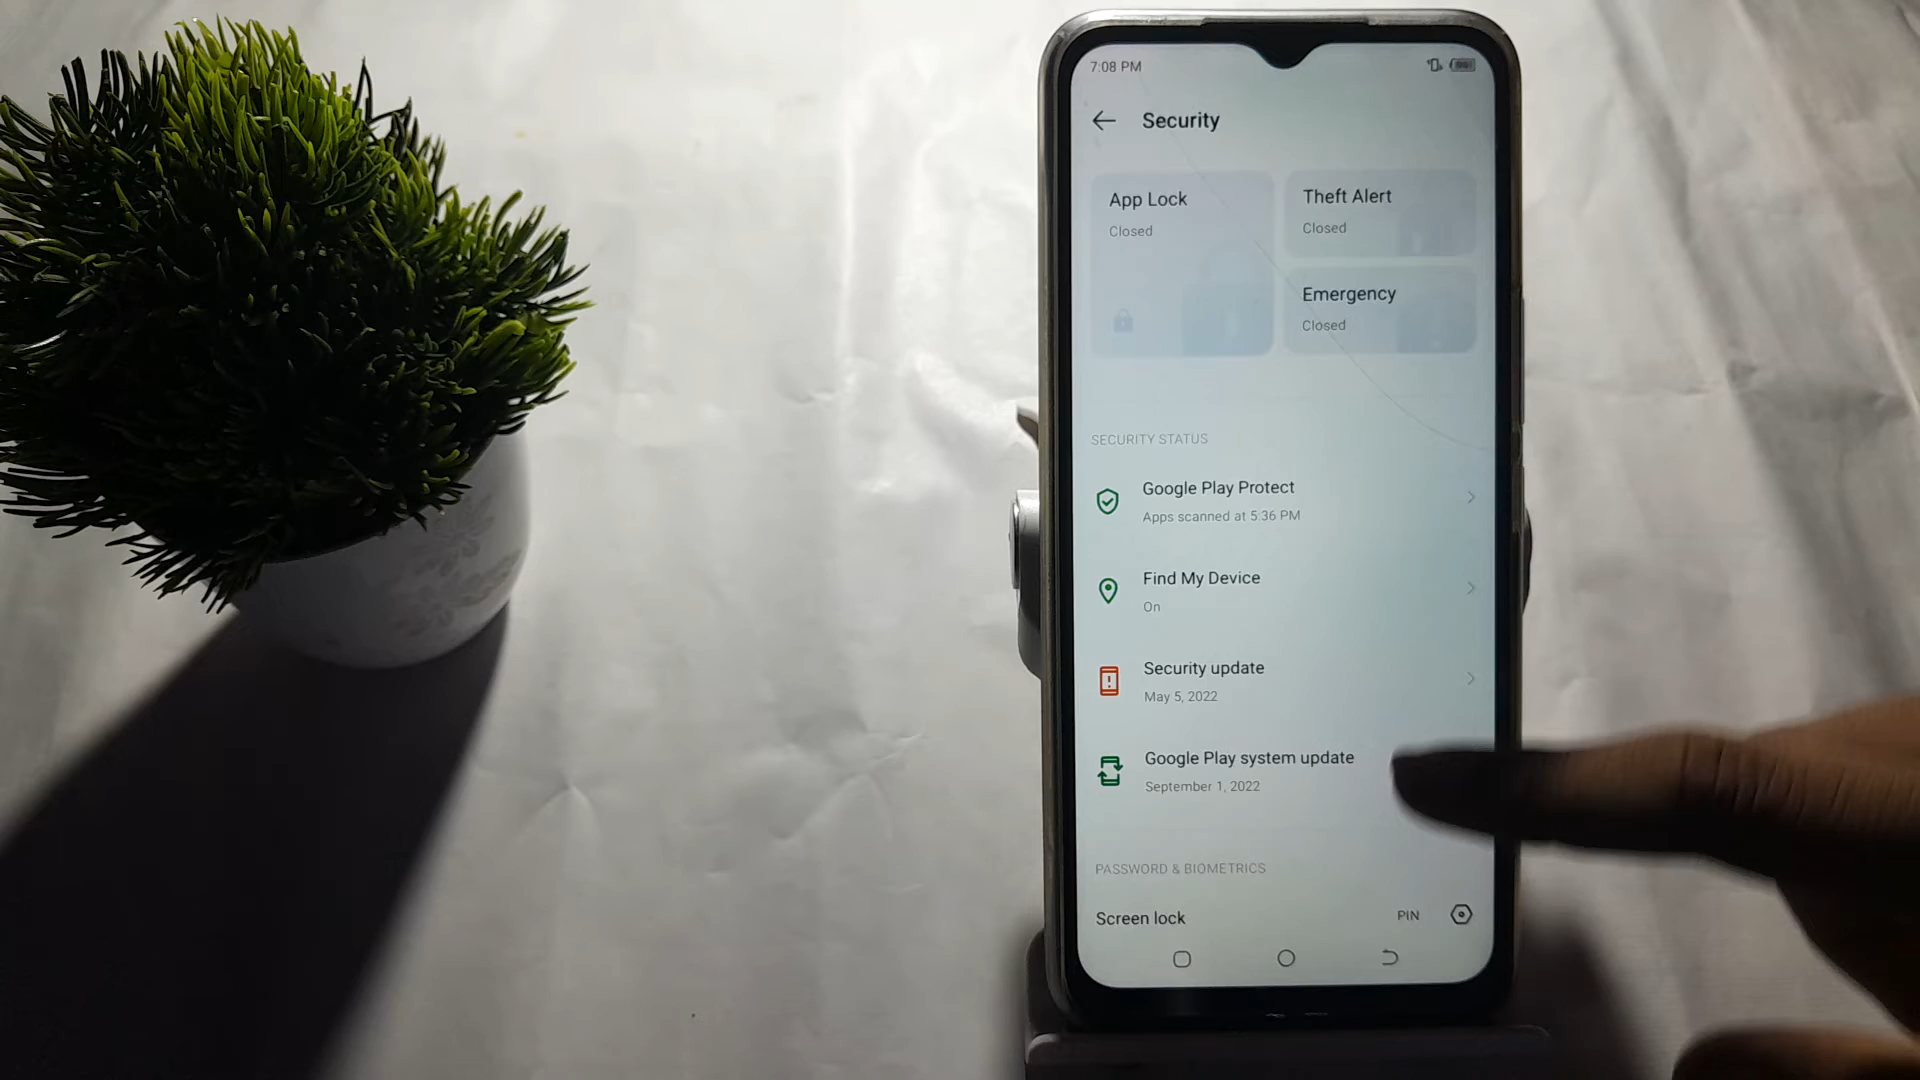 7:08 PM
Security
App Lock
Closed
Theft Alert
Closed
Emergency
Closed
SECURITY STATUS
Google Play Protect
Apps scanned at 5:36 PM
Find My Device
On
Security update
May 5, 2022
Google Play system update
September 1, 2022
PASSWORD & BIOMETRICS
Screen lock
PIN